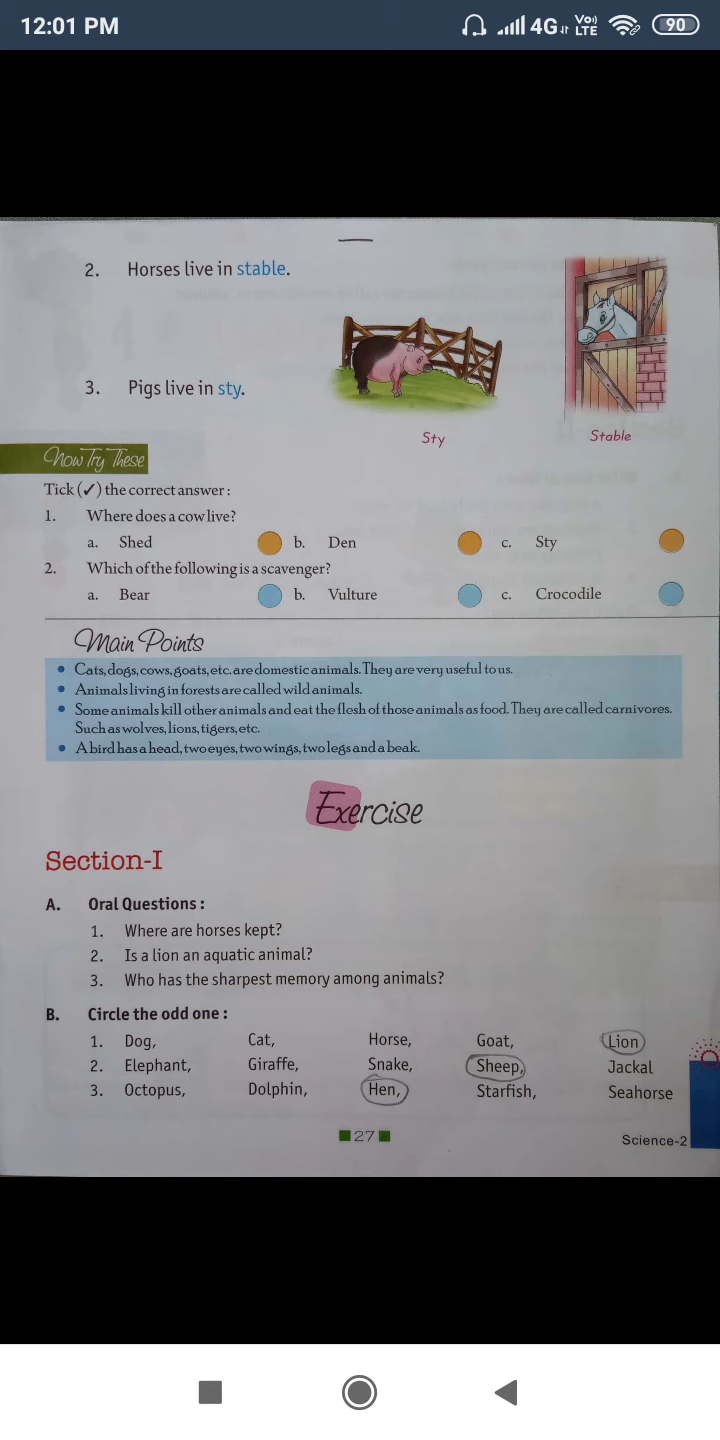 12:01 PM 4G VoLTE 90
2. Horses live in stable.
3. Pigs live in sty.
Sty
Stable
Now Try These
Tick (✓) the correct answer :
1. Where does a cow live?
a. Shed b. Den c. Sty
2. Which of the following is a scavenger?
a. Bear b. Vulture c. Crocodile
Main Points
• Cats, dogs, cows, goats, etc. are domestic animals. They are very useful to us.
• Animals living in forests are called wild animals.
• Some animals kill other animals and eat the flesh of those animals as food. They are called carnivores.
Such as wolves, lions, tigers, etc.
• A bird has a head, two eyes, two wings, two legs and a beak.
Exercise
Section-I
A. Oral Questions :
1. Where are horses kept?
2. Is a lion an aquatic animal?
3. Who has the sharpest memory among animals?
B. Circle the odd one :
1. Dog, Cat, Horse, Goat, Lion
2. Elephant, Giraffe, Snake, Sheep, Jackal
3. Octopus, Dolphin, Hen, Starfish, Seahorse
27
Science-2